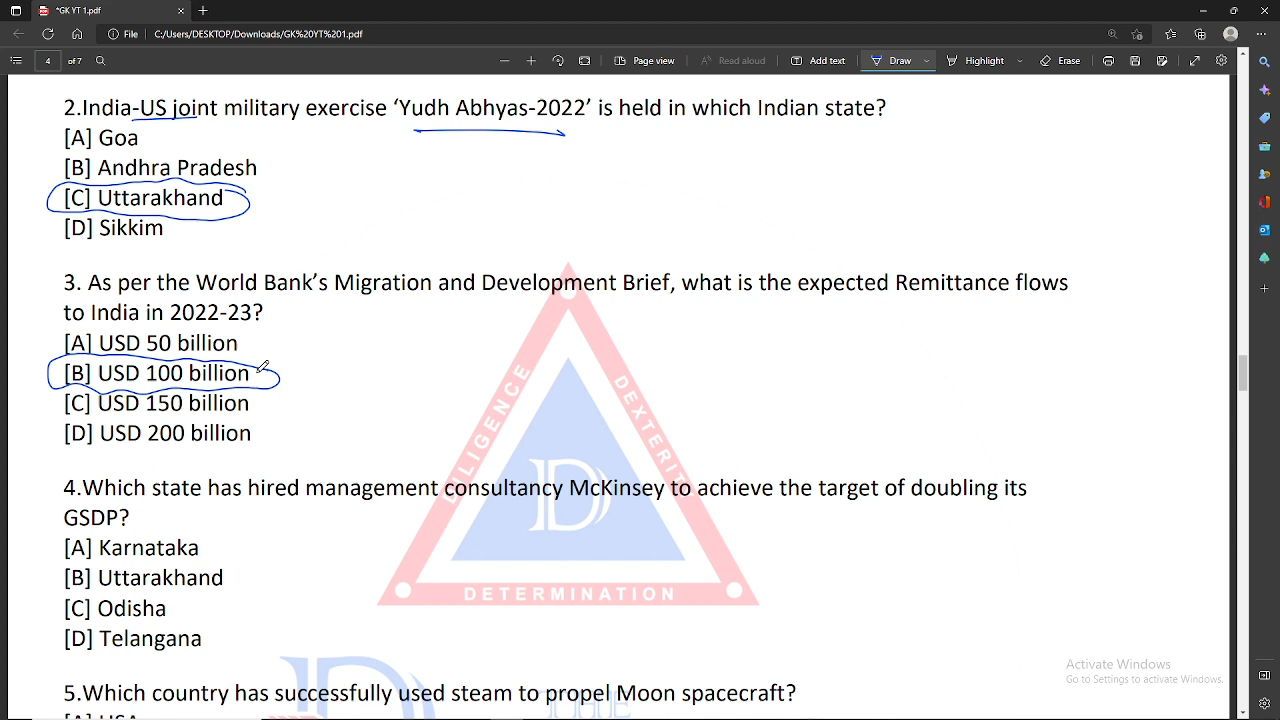 *GK YT 1.pdf
File
C:/Users/DESKTOP/Downloads/GK%20YT%201.pdf
4 of 7
Page view
Read aloud
Add text
Draw
Highlight
Erase
2.India-US joint military exercise ‘Yudh Abhyas-2022’ is held in which Indian state?
[A] Goa
[B] Andhra Pradesh
[C] Uttarakhand
[D] Sikkim
3. As per the World Bank’s Migration and Development Brief, what is the expected Remittance flows
to India in 2022-23?
[A] USD 50 billion
[B] USD 100 billion
[C] USD 150 billion
[D] USD 200 billion
DILIGENCE
DEXTERITY
D
DETERMINATION
4.Which state has hired management consultancy McKinsey to achieve the target of doubling its
GSDP?
[A] Karnataka
[B] Uttarakhand
[C] Odisha
[D] Telangana
Activate Windows
Go to Settings to activate Windows.
5.Which country has successfully used steam to propel Moon spacecraft?
[A] USA